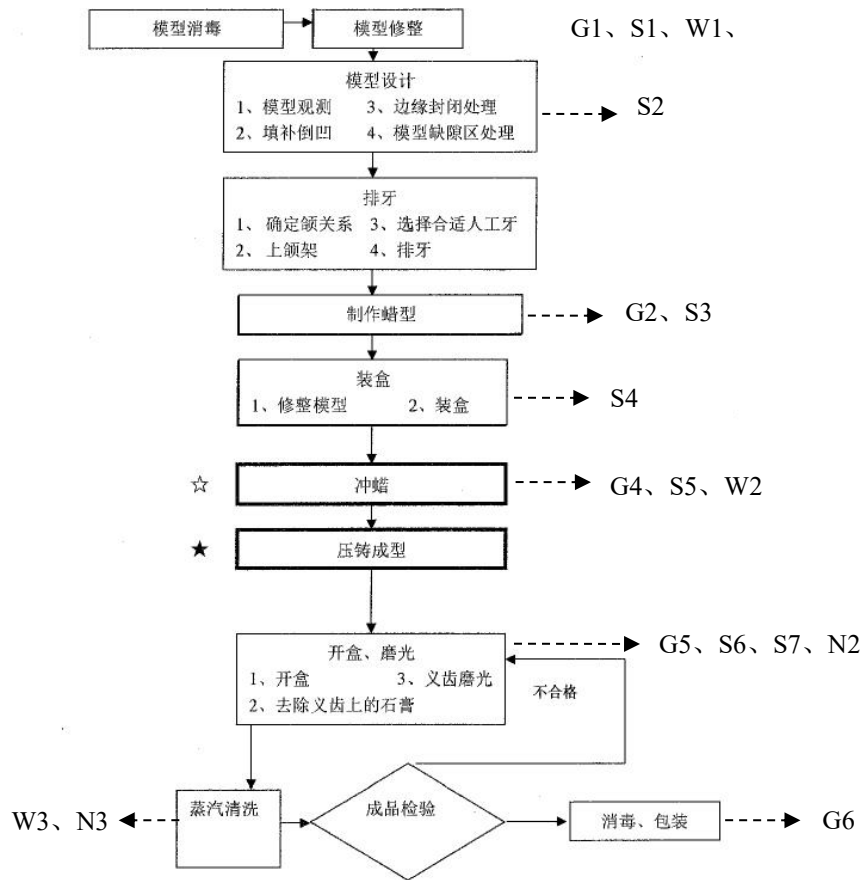 模型消毒 模型修整 G1、S1、W1、
模型设计
1、模型观测 3、边缘封闭处理
2、填补倒凹 4、模型缺隙区处理
S2
排牙
1、确定颌关系 3、选择合适人工牙
2、上颌架 4、排牙
制作蜡型 G2、S3
装盒
1、修整模型 2、装盒
S4
☆ 冲蜡 G4、S5、W2
★ 压铸成型
开盒、磨光 G5、S6、S7、N2
1、开盒 3、义齿磨光
2、去除义齿上的石膏
不合格
W3、N3 蒸汽清洗 成品检验 消毒、包装 G6